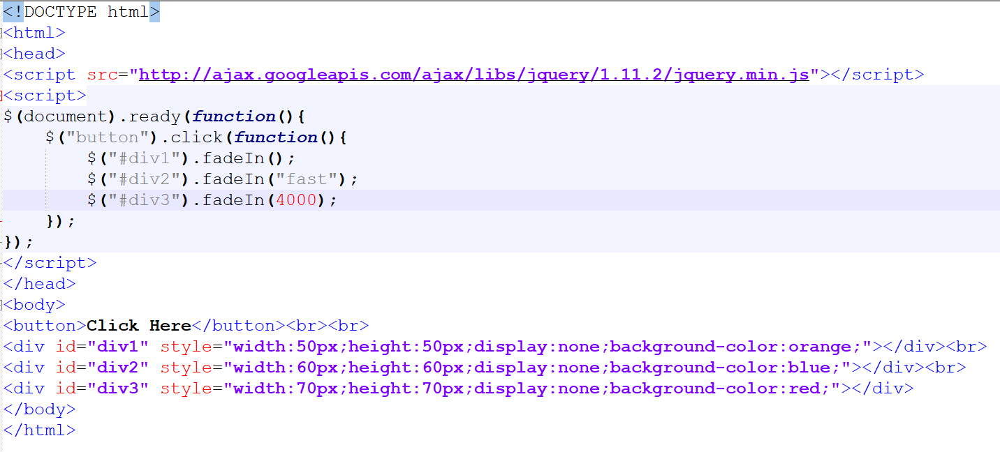 <!DOCTYPE html>
<html>
<head>
<script src="http://ajax.googleapis.com/ajax/libs/jquery/1.11.2/jquery.min.js"></script>
<script>
$(document).ready(function(){
    $("button").click(function(){
        $("#div1").fadeIn();
        $("#div2").fadeIn("fast");
        $("#div3").fadeIn(4000);
    });
});
</script>
</head>
<body>
<button>Click Here</button><br><br>
<div id="div1" style="width:50px;height:50px;display:none;background-color:orange;"></div><br>
<div id="div2" style="width:60px;height:60px;display:none;background-color:blue;"></div><br>
<div id="div3" style="width:70px;height:70px;display:none;background-color:red;"></div>
</body>
</html>